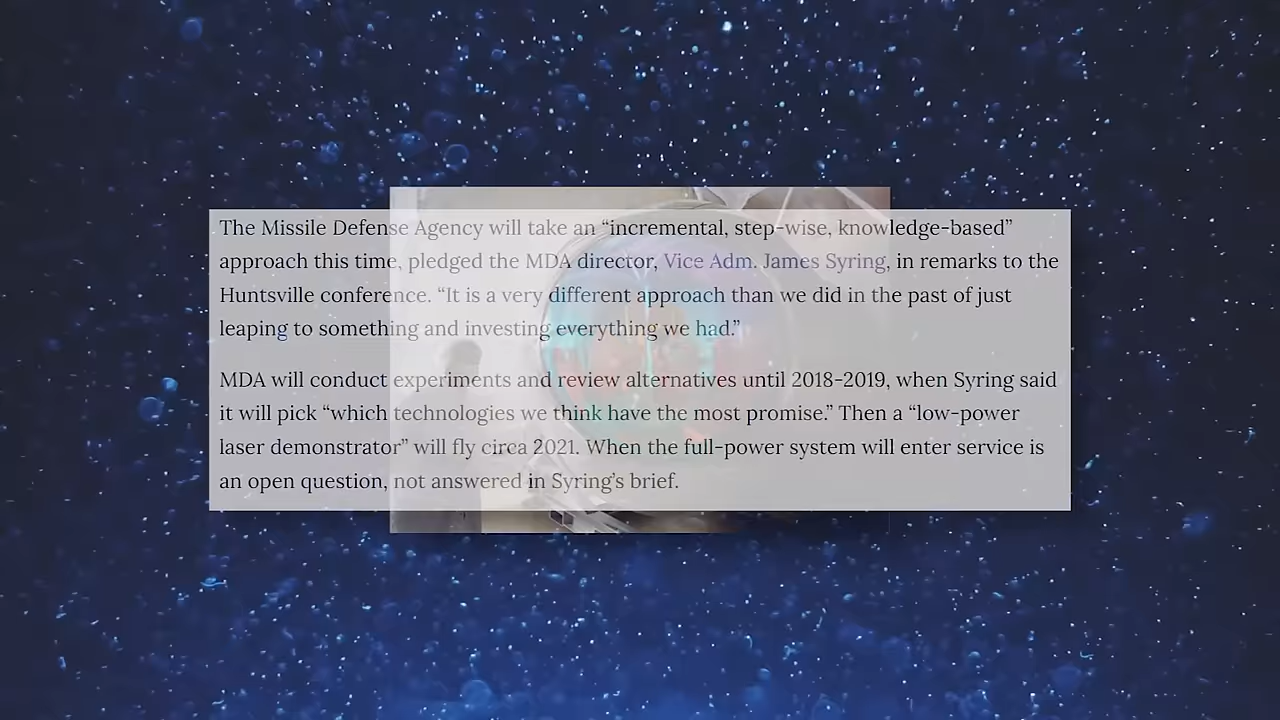 The Missile Defense Agency will take an “incremental, step-wise, knowledge-based”
approach this time, pledged the MDA director, Vice Adm. James Syring, in remarks to the
Huntsville conference. “It is a very different approach than we did in the past of just
leaping to something and investing everything we had.”
MDA will conduct experiments and review alternatives until 2018-2019, when Syring said
it will pick “which technologies we think have the most promise.” Then a “low-power
laser demonstrator” will fly circa 2021. When the full-power system will enter service is
an open question, not answered in Syring’s brief.